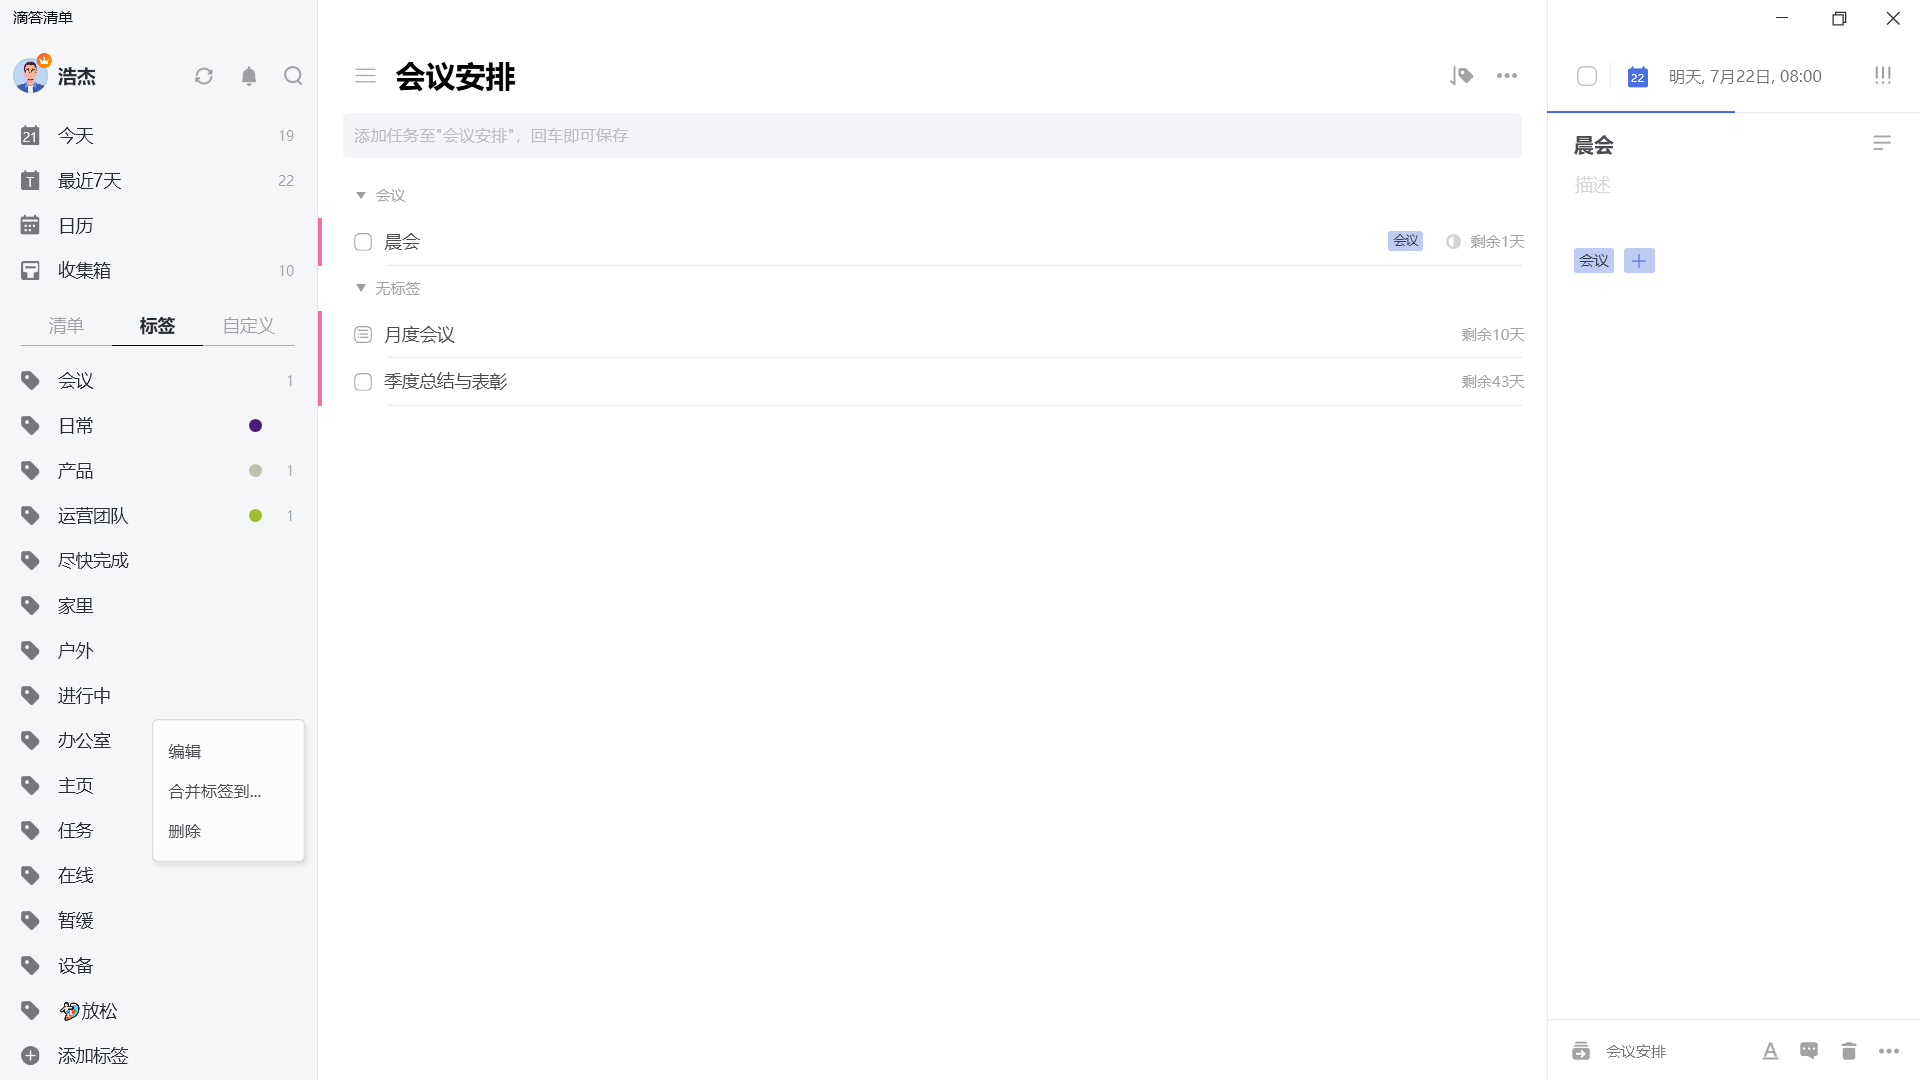 滴答清单
浩杰
21 今天 19
T 最近7天 22
日历
收集箱 10
清单 标签 自定义
会议 1
日常
产品 1
运营团队 1
尽快完成
家里
户外
进行中
办公室
主页
任务
在线
暂缓
设备
放松
添加标签
编辑
合并标签到...
删除
会议安排
添加任务至"会议安排"，回车即可保存
会议
晨会 会议 剩余1天
无标签
月度会议 剩余10天
季度总结与表彰 剩余43天
22 明天, 7月22日, 08:00
晨会
描述
会议
会议安排